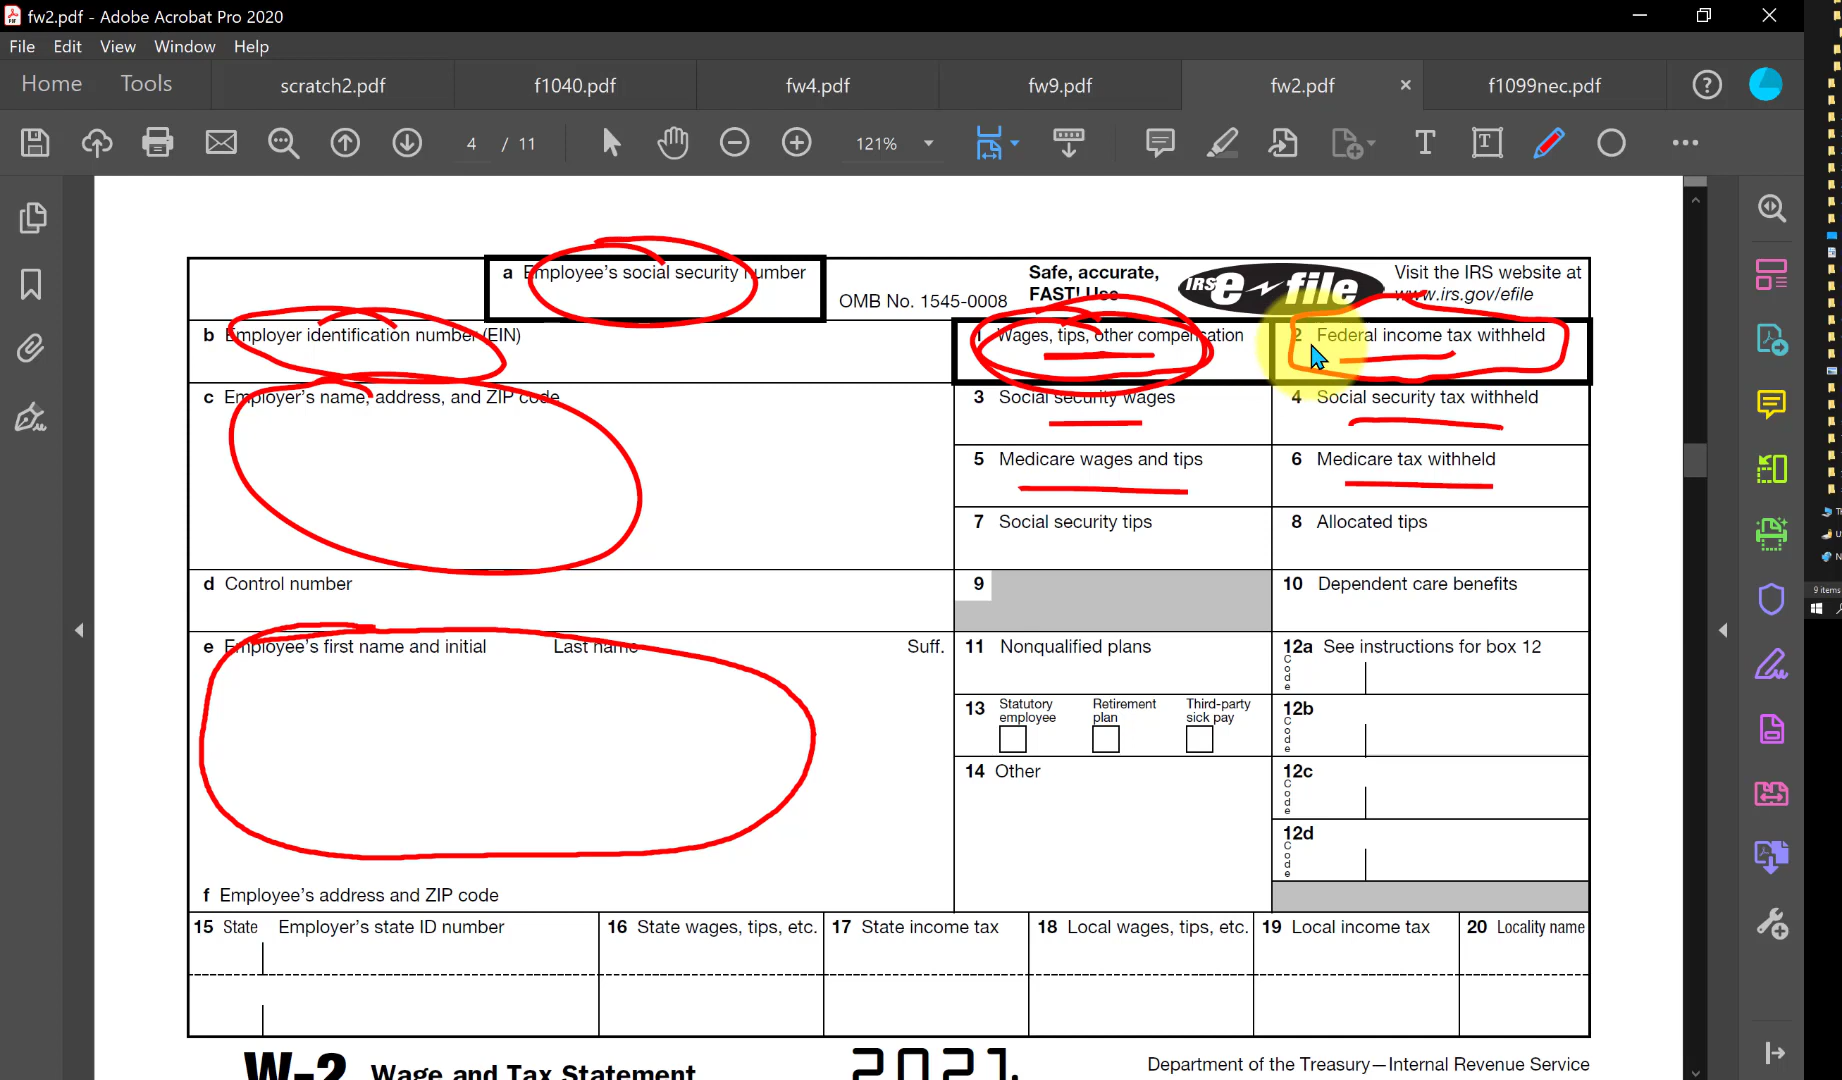 fw2.pdf - Adobe Acrobat Pro 2020
File Edit View Window Help
Home Tools scratch2.pdf f1040.pdf fw4.pdf fw9.pdf fw2.pdf × f1099nec.pdf ?
4 / 11 121%
a Employee's social security number
OMB No. 1545-0008
Safe, accurate,
FAST! Use
IRS e-file
Visit the IRS website at
www.irs.gov/efile
b Employer identification number (EIN)
1 Wages, tips, other compensation
2 Federal income tax withheld
c Employer's name, address, and ZIP code
3 Social security wages
4 Social security tax withheld
5 Medicare wages and tips
6 Medicare tax withheld
7 Social security tips
8 Allocated tips
d Control number
9
10 Dependent care benefits
e Employee's first name and initial Last name Suff.
11 Nonqualified plans
12a See instructions for box 12
Code
13 Statutory employee Retirement plan Third-party sick pay
12b
Code
14 Other
12c
Code
12d
Code
f Employee's address and ZIP code
15 State Employer's state ID number
16 State wages, tips, etc.
17 State income tax
18 Local wages, tips, etc.
19 Local income tax
20 Locality name
W-2 Wage and Tax Statement
2021
Department of the Treasury—Internal Revenue Service
9 items